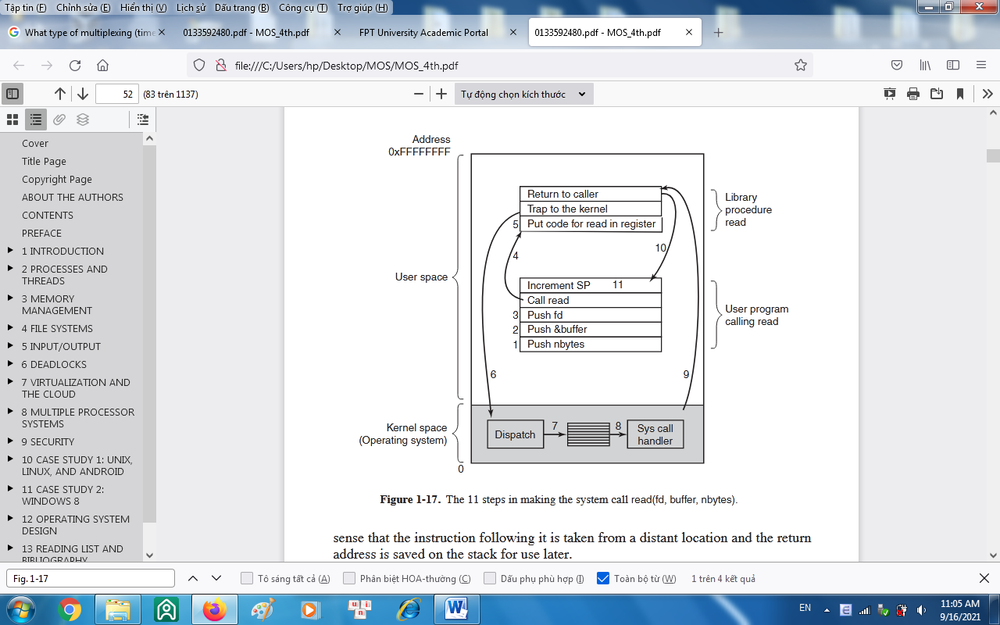 Tập tin (F) Chỉnh sửa (E) Hiển thị (V) Lịch sử Dấu trang (B) Công cụ (T) Trợ giúp (H)
What type of multiplexing (time
0133592480.pdf - MOS_4th.pdf
FPT University Academic Portal
0133592480.pdf - MOS_4th.pdf
file:///C:/Users/hp/Desktop/MOS/MOS_4th.pdf
52 (83 trên 1137)
Tự động chọn kích thước
Cover
Title Page
Copyright Page
ABOUT THE AUTHORS
CONTENTS
PREFACE
1 INTRODUCTION
2 PROCESSES AND
THREADS
3 MEMORY
MANAGEMENT
4 FILE SYSTEMS
5 INPUT/OUTPUT
6 DEADLOCKS
7 VIRTUALIZATION AND
THE CLOUD
8 MULTIPLE PROCESSOR
SYSTEMS
9 SECURITY
10 CASE STUDY 1: UNIX,
LINUX, AND ANDROID
11 CASE STUDY 2:
WINDOWS 8
12 OPERATING SYSTEM
DESIGN
13 READING LIST AND
BIBLIOGRAPHY
Address
0xFFFFFFFF
Return to caller
Trap to the kernel
5 Put code for read in register
Library
procedure
read
4
10
User space
Increment SP 11
Call read
3 Push fd
2 Push &buffer
1 Push nbytes
User program
calling read
6
9
Kernel space
(Operating system)
Dispatch
7
8
Sys call
handler
0
Figure 1-17. The 11 steps in making the system call read(fd, buffer, nbytes).
sense that the instruction following it is taken from a distant location and the return
address is saved on the stack for use later.
Fig. 1-17
Tô sáng tất cả (A)
Phân biệt HOA-thường (C)
Dấu phụ phù hợp (I)
Toàn bộ từ (W)
1 trên 4 kết quả
EN
11:05 AM
9/16/2021